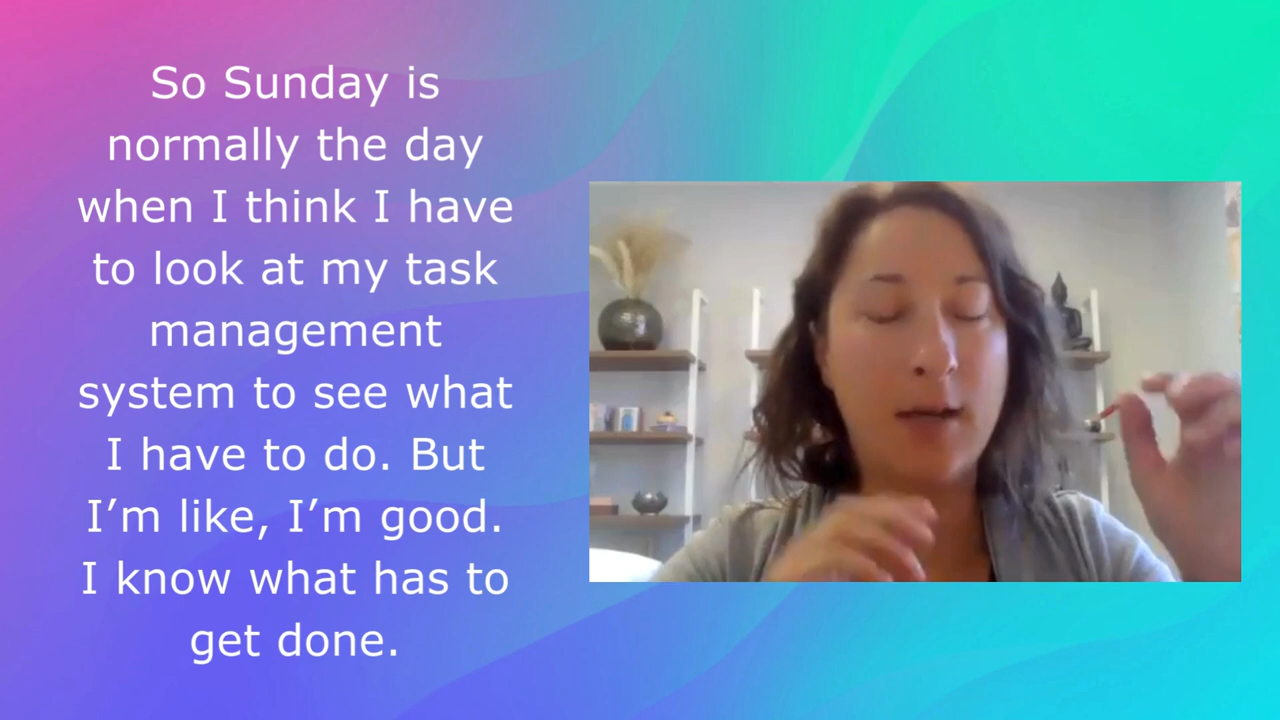 So Sunday is
normally the day
when I think I have
to look at my task
management
system to see what
I have to do. But
I’m like, I’m good.
I know what has to
get done.